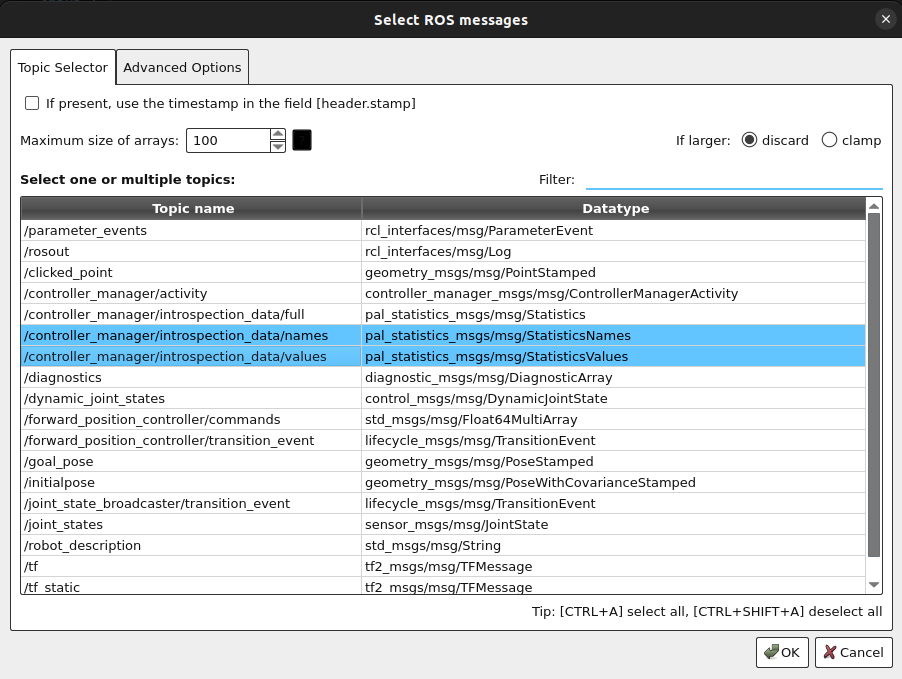 Select ROS messages
Topic Selector
Advanced Options
If present, use the timestamp in the field [header.stamp]
Maximum size of arrays: 100 If larger: discard clamp
Select one or multiple topics: Filter:
Topic name Datatype
/parameter_events rcl_interfaces/msg/ParameterEvent
/rosout rcl_interfaces/msg/Log
/clicked_point geometry_msgs/msg/PointStamped
/controller_manager/activity controller_manager_msgs/msg/ControllerManagerActivity
/controller_manager/introspection_data/full pal_statistics_msgs/msg/Statistics
/controller_manager/introspection_data/names pal_statistics_msgs/msg/StatisticsNames
/controller_manager/introspection_data/values pal_statistics_msgs/msg/StatisticsValues
/diagnostics diagnostic_msgs/msg/DiagnosticArray
/dynamic_joint_states control_msgs/msg/DynamicJointState
/forward_position_controller/commands std_msgs/msg/Float64MultiArray
/forward_position_controller/transition_event lifecycle_msgs/msg/TransitionEvent
/goal_pose geometry_msgs/msg/PoseStamped
/initialpose geometry_msgs/msg/PoseWithCovarianceStamped
/joint_state_broadcaster/transition_event lifecycle_msgs/msg/TransitionEvent
/joint_states sensor_msgs/msg/JointState
/robot_description std_msgs/msg/String
/tf tf2_msgs/msg/TFMessage
/tf_static tf2_msgs/msg/TFMessage
Tip: [CTRL+A] select all, [CTRL+SHIFT+A] deselect all
OK Cancel